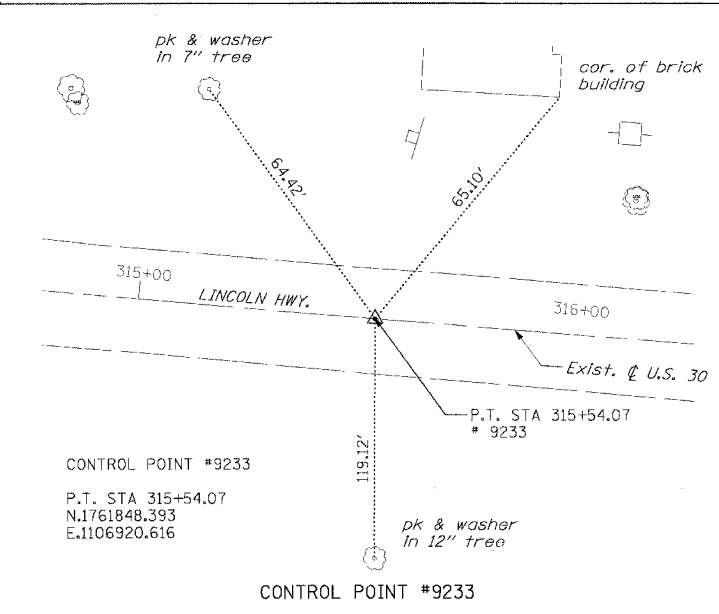 pk & washer
in 7" tree
cor. of brick
building
64.42'
65.10'
315+00
LINCOLN HWY.
316+00
Exist. ℄ U.S. 30
P.T. STA 315+54.07
# 9233
119.12'
CONTROL POINT #9233
P.T. STA 315+54.07
N.1761848.393
E.1106920.616
pk & washer
in 12" tree
CONTROL POINT #9233